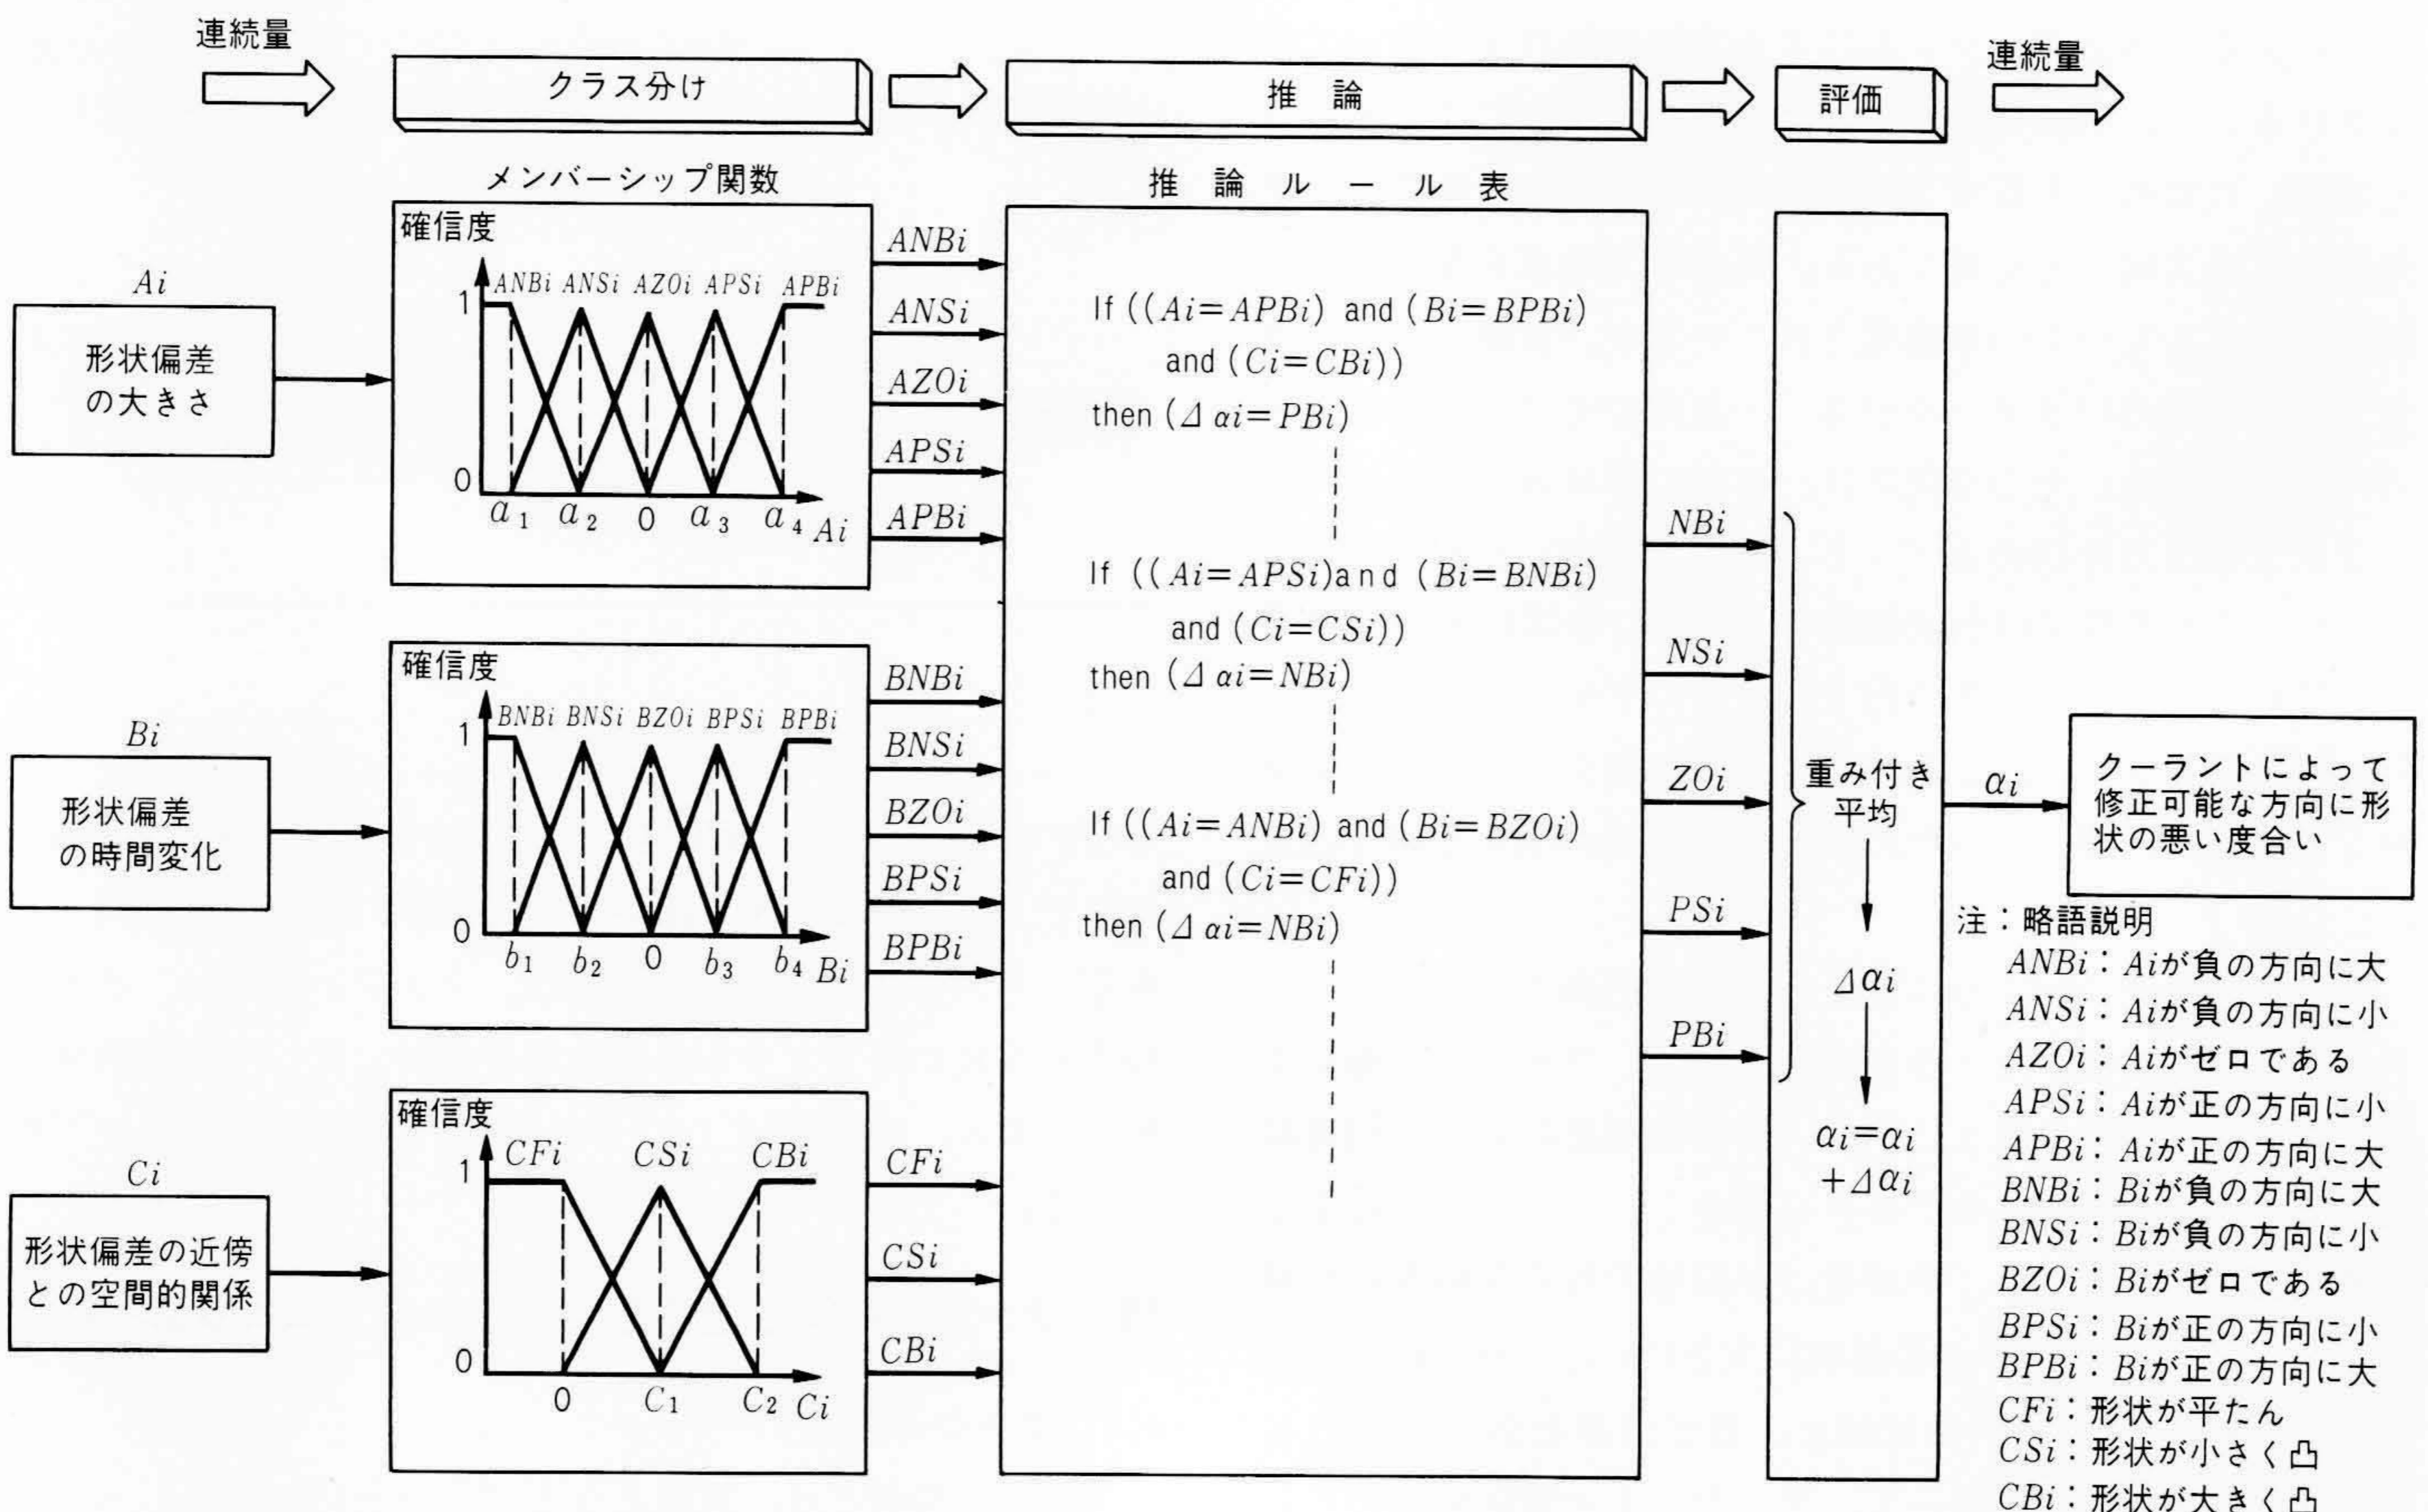 連続量
クラス分け
推論
評価
連続量
メンバーシップ関数
推論ルール表
Ai
形状偏差
の大きさ
確信度
1
ANBi ANSi AZOi APSi APBi
0
a1 a2 0 a3 a4 Ai
ANBi
ANSi
AZOi
APSi
APBi
Bi
形状偏差
の時間変化
確信度
1
BNBi BNSi BZOi BPSi BPBi
0
b1 b2 0 b3 b4 Bi
BNBi
BNSi
BZOi
BPSi
BPBi
Ci
形状偏差の近傍
との空間的関係
確信度
1
CFi CSi CBi
0
0 C1 C2 Ci
CFi
CSi
CBi
If ((Ai=APBi) and (Bi=BPBi)
and (Ci=CBi))
then (Δαi=PBi)
If ((Ai=APSi)and (Bi=BNBi)
and (Ci=CSi))
then (Δαi=NBi)
If ((Ai=ANBi) and (Bi=BZOi)
and (Ci=CFi))
then (Δαi=NBi)
NBi
NSi
ZOi
PSi
PBi
重み付き
平均
Δαi
αi=αi
+Δαi
αi
クーラントによって
修正可能な方向に形
状の悪い度合い
注：略語説明
ANBi：Aiが負の方向に大
ANSi：Aiが負の方向に小
AZOi：Aiがゼロである
APSi：Aiが正の方向に小
APBi：Aiが正の方向に大
BNBi：Biが負の方向に大
BNSi：Biが負の方向に小
BZOi：Biがゼロである
BPSi：Biが正の方向に小
BPBi：Biが正の方向に大
CFi：形状が平たん
CSi：形状が小さく凸
CBi：形状が大きく凸